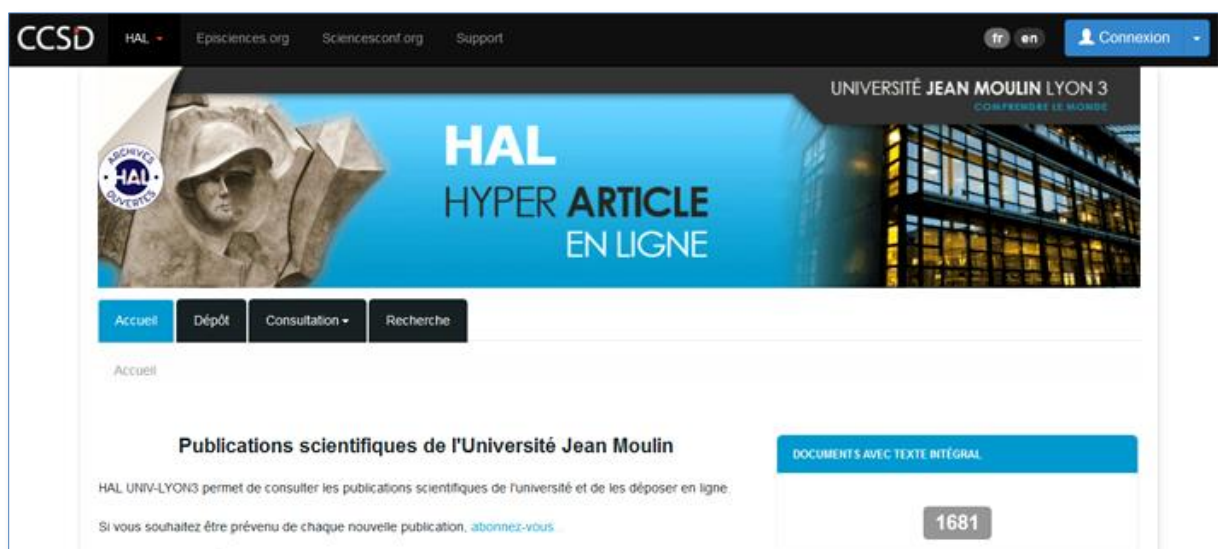 CCSD HAL Episciences.org Sciencesconf.org Support fr en Connexion
UNIVERSITÉ JEAN MOULIN LYON 3
COMPRENDRE LE MONDE
ARCHIVES
HAL
OUVERTES
HAL
HYPER ARTICLE
EN LIGNE
Accueil Dépôt Consultation Recherche
Accueil
Publications scientifiques de l'Université Jean Moulin
DOCUMENTS AVEC TEXTE INTÉGRAL
HAL UNIV-LYON3 permet de consulter les publications scientifiques de l'université et de les déposer en ligne.
1681
Si vous souhaitez être prévenu de chaque nouvelle publication, abonnez-vous